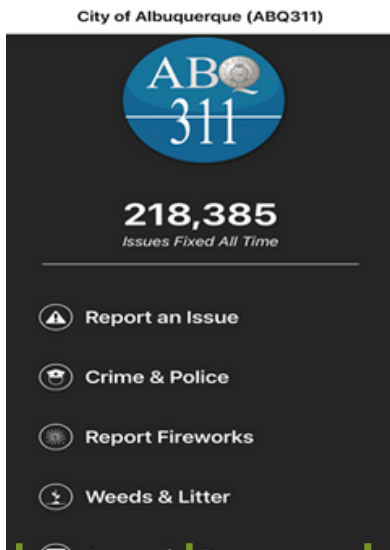 City of Albuquerque (ABQ311)
ABQ
311
218,385
Issues Fixed All Time
Report an Issue
Crime & Police
Report Fireworks
Weeds & Litter